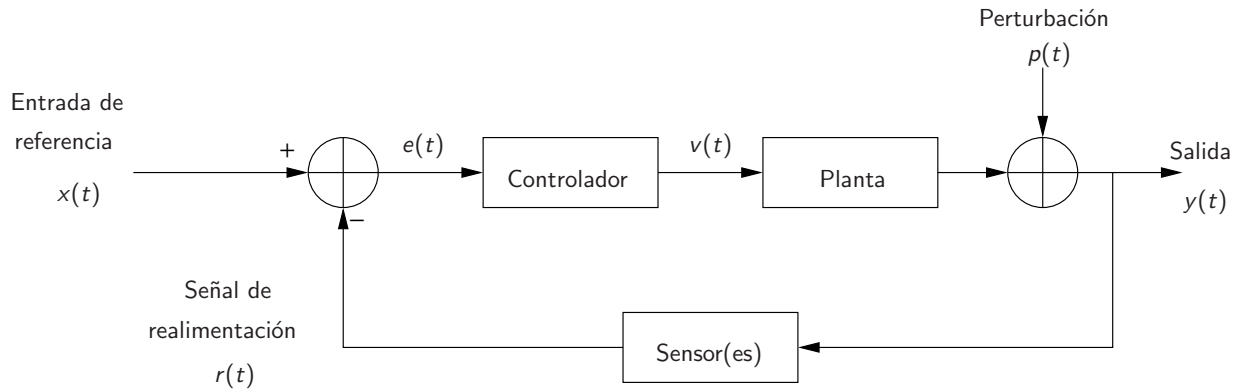 Perturbación
p(t)
Entrada de
referencia
x(t)
+
−
e(t)
Controlador
v(t)
Planta
Salida
y(t)
Señal de
realimentación
r(t)
Sensor(es)